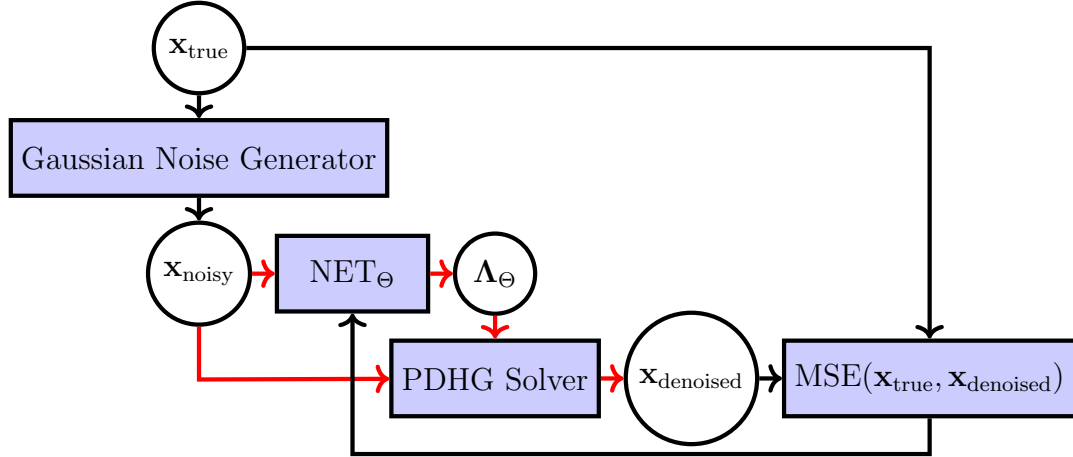 x_true
Gaussian Noise Generator
x_noisy
NET_Θ
Λ_Θ
PDHG Solver
x_denoised
MSE(x_true, x_denoised)